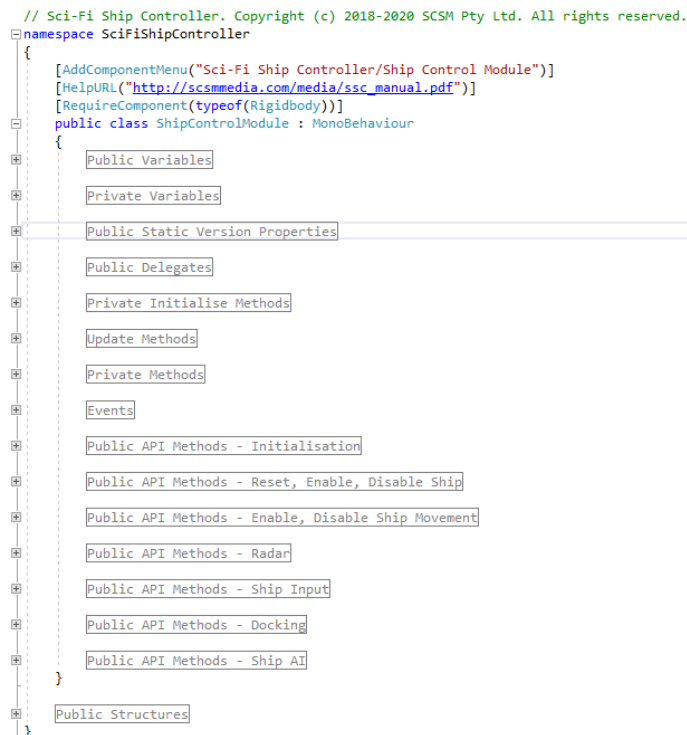 // Sci-Fi Ship Controller. Copyright (c) 2018-2020 SCSM Pty Ltd. All rights reserved.
namespace SciFiShipController
{
[AddComponentMenu("Sci-Fi Ship Controller/Ship Control Module")]
[HelpURL("http://scsmmedia.com/media/ssc_manual.pdf")]
[RequireComponent(typeof(Rigidbody))]
public class ShipControlModule : MonoBehaviour
{
Public Variables
Private Variables
Public Static Version Properties
Public Delegates
Private Initialise Methods
Update Methods
Private Methods
Events
Public API Methods - Initialisation
Public API Methods - Reset, Enable, Disable Ship
Public API Methods - Enable, Disable Ship Movement
Public API Methods - Radar
Public API Methods - Ship Input
Public API Methods - Docking
Public API Methods - Ship AI
}
Public Structures
}